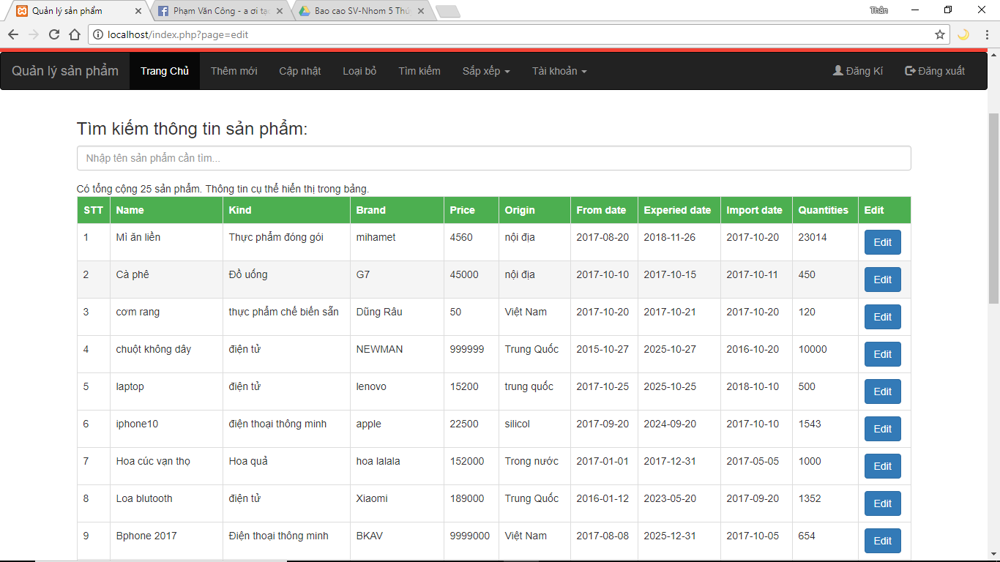 Quản lý sản phẩm
Phạm Văn Công - a ơi tạo
Bao cao SV-Nhom 5 Thứ
Thân
localhost/index.php?page=edit
Quản lý sản phẩm Trang Chủ Thêm mới Cập nhật Loại bỏ Tìm kiếm Sắp xếp Tài khoản Đăng Kí Đăng xuất
Tìm kiếm thông tin sản phẩm:
Nhập tên sản phẩm cần tìm...
Có tổng cộng 25 sản phẩm. Thông tin cụ thể hiển thị trong bảng.
STT Name Kind Brand Price Origin From date Experied date Import date Quantities Edit
1 Mì ăn liền Thực phẩm đóng gói mihamet 4560 nội địa 2017-08-20 2018-11-26 2017-10-20 23014 Edit
2 Cà phê Đồ uống G7 45000 nội địa 2017-10-10 2017-10-15 2017-10-11 450 Edit
3 cơm rang thực phẩm chế biến sẵn Dũng Râu 50 Việt Nam 2017-10-20 2017-10-21 2017-10-20 120 Edit
4 chuột không dây điện tử NEWMAN 999999 Trung Quốc 2015-10-27 2025-10-27 2016-10-20 10000 Edit
5 laptop điện tử lenovo 15200 trung quốc 2017-10-25 2025-10-25 2018-10-10 500 Edit
6 iphone10 điện thoại thông minh apple 22500 silicol 2017-09-20 2024-09-20 2017-10-10 1543 Edit
7 Hoa cúc vạn thọ Hoa quả hoa lalala 152000 Trong nước 2017-01-01 2017-12-31 2017-05-05 1000 Edit
8 Loa blutooth điện tử Xiaomi 189000 Trung Quốc 2016-01-12 2023-05-20 2017-09-20 1352 Edit
9 Bphone 2017 Điện thoại thông minh BKAV 9999000 Việt Nam 2017-08-08 2025-12-31 2017-10-05 654 Edit